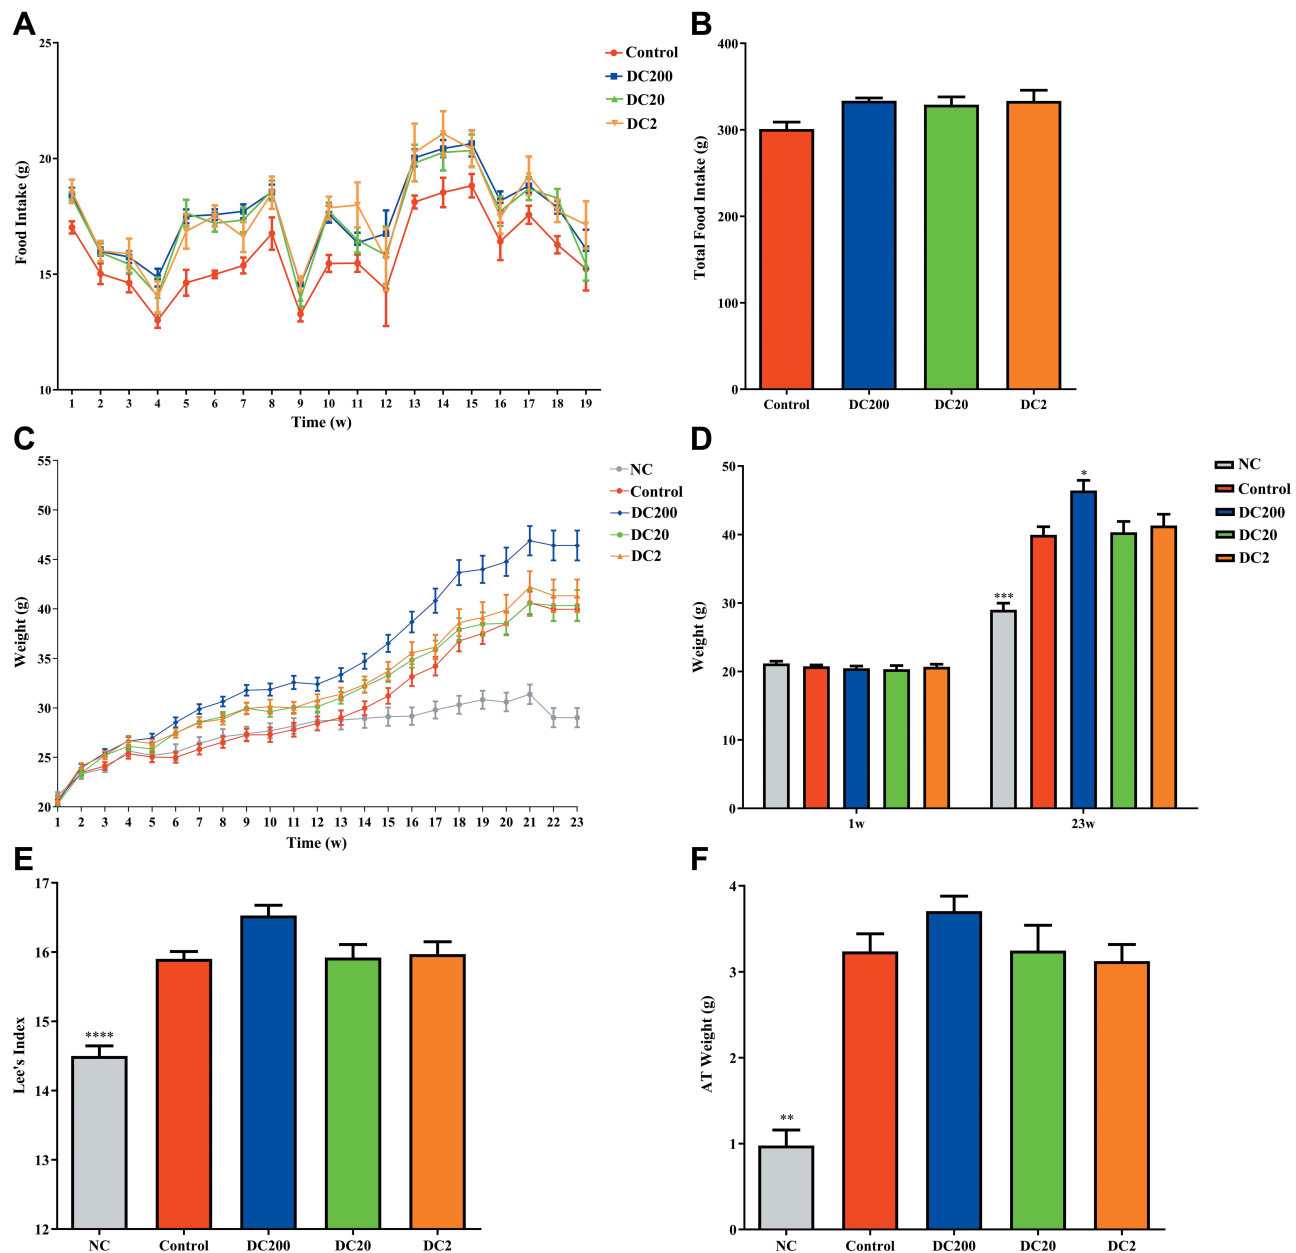 A
25
20
15
10
Food Intake (g)
1 2 3 4 5 6 7 8 9 10 11 12 13 14 15 16 17 18 19
Time (w)
Control
DC200
DC20
DC2
B
400
300
200
100
0
Total Food Intake (g)
Control DC200 DC20 DC2
C
55
50
45
40
35
30
25
20
Weight (g)
1 2 3 4 5 6 7 8 9 10 11 12 13 14 15 16 17 18 19 20 21 22 23
Time (w)
NC
Control
DC200
DC20
DC2
D
50
40
30
20
10
0
Weight (g)
***
*
1w 23w
NC
Control
DC200
DC20
DC2
E
17
16
15
14
13
12
Lee's Index
****
NC Control DC200 DC20 DC2
F
4
3
2
1
0
AT Weight (g)
**
NC Control DC200 DC20 DC2